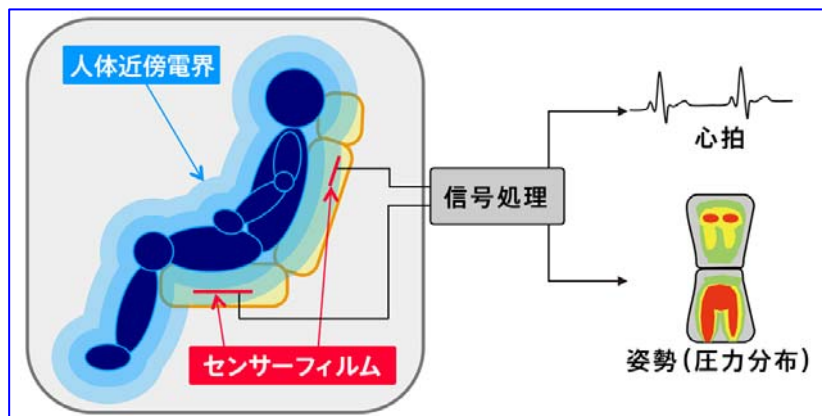 人体近傍電界
信号処理
心拍
センサーフィルム
姿勢(圧力分布)